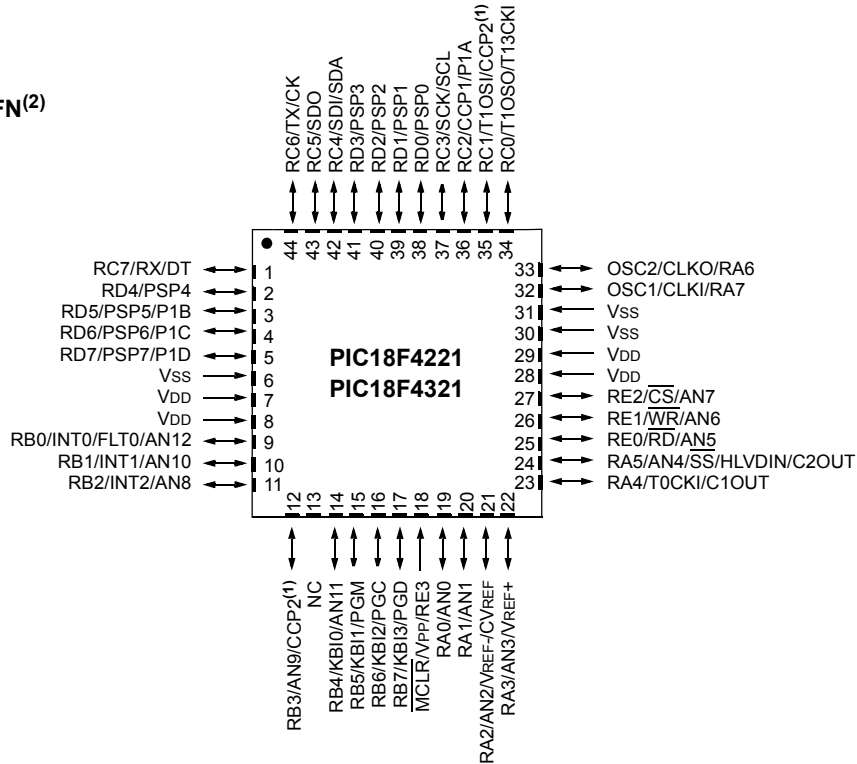 FN(2)
RC6/TX/CK
RC5/SDO
RC4/SDI/SDA
RD3/PSP3
RD2/PSP2
RD1/PSP1
RD0/PSP0
RC3/SCK/SCL
RC2/CCP1/P1A
RC1/T1OSI/CCP2(1)
RC0/T1OSO/T13CKI
44
43
42
41
40
39
38
37
36
35
34
RC7/RX/DT 1
RD4/PSP4 2
RD5/PSP5/P1B 3
RD6/PSP6/P1C 4
RD7/PSP7/P1D 5
VSS 6
VDD 7
VDD 8
RB0/INT0/FLT0/AN12 9
RB1/INT1/AN10 10
RB2/INT2/AN8 11
PIC18F4221
PIC18F4321
33 OSC2/CLKO/RA6
32 OSC1/CLKI/RA7
31 VSS
30 VSS
29 VDD
28 VDD
27 RE2/CS/AN7
26 RE1/WR/AN6
25 RE0/RD/AN5
24 RA5/AN4/SS/HLVDIN/C2OUT
23 RA4/T0CKI/C1OUT
12
13
14
15
16
17
18
19
20
21
22
RB3/AN9/CCP2(1)
NC
RB4/KBI0/AN11
RB5/KBI1/PGM
RB6/KBI2/PGC
RB7/KBI3/PGD
MCLR/VPP/RE3
RA0/AN0
RA1/AN1
RA2/AN2/VREF-/CVREF
RA3/AN3/VREF+